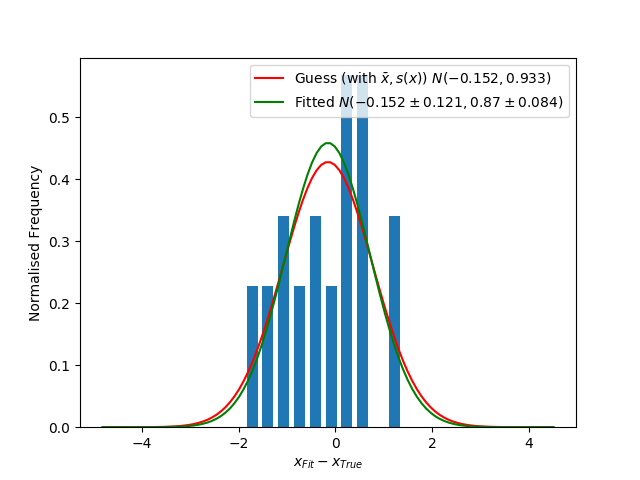 Guess (with x̄, s(x)) N(−0.152, 0.933)
Fitted N(−0.152 ± 0.121, 0.87 ± 0.084)
Normalised Frequency
0.5
0.4
0.3
0.2
0.1
0.0
−4 −2 0 2 4
x_Fit − x_True